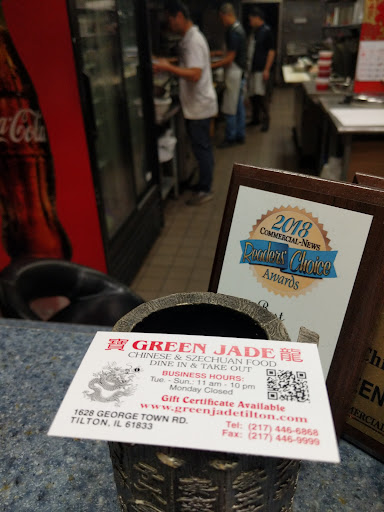 Coca-Cola
2018
COMMERCIAL-NEWS
Readers Choice
Awards
Best
寶 GREEN JADE 龍
CHINESE & SZECHUAN FOOD
DINE IN & TAKE OUT
BUSINESS HOURS:
Tue. - Sun.: 11 am - 10 pm
Monday Closed
Gift Certificate Available
www.greenjadetilton.com
1628 GEORGE TOWN RD.
TILTON, IL 61833
Tel: (217) 446-6868
Fax: (217) 446-9999